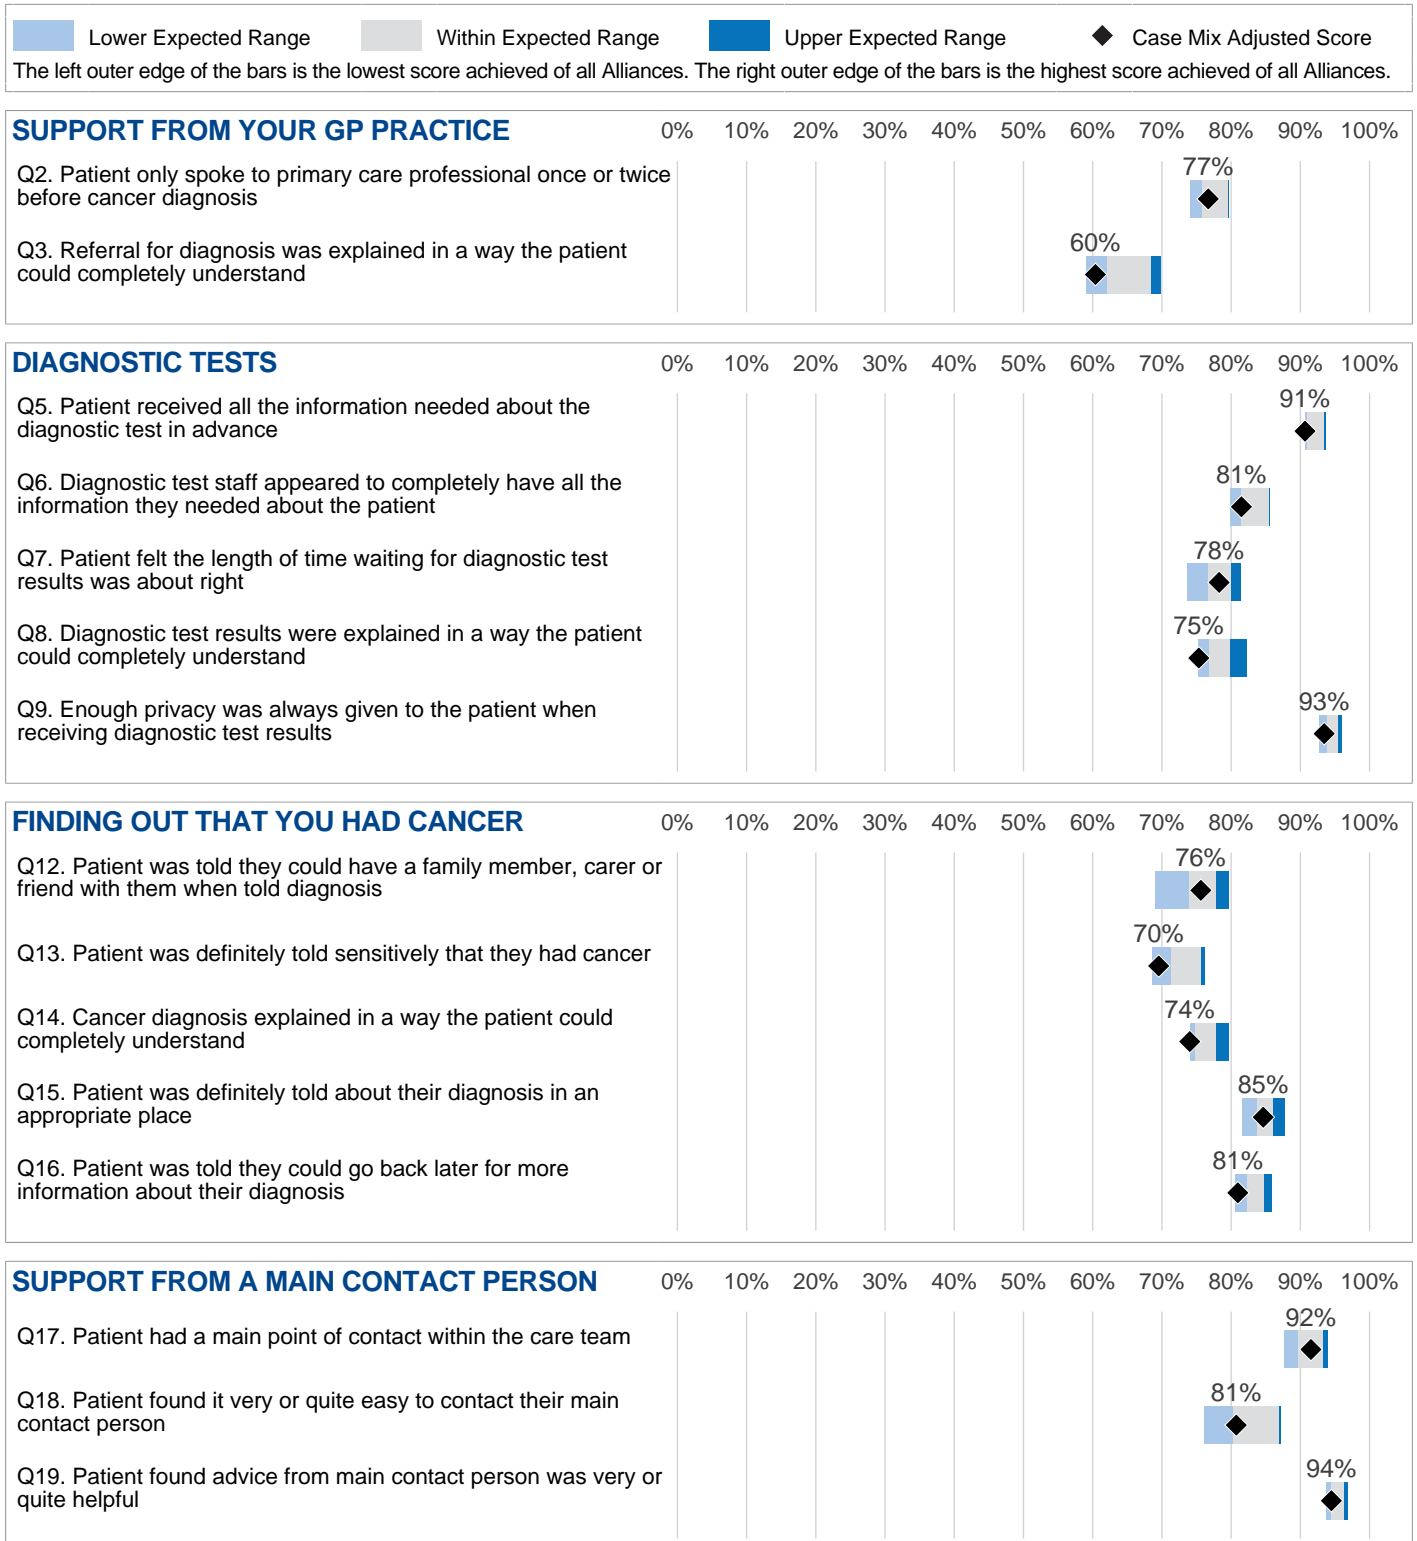 Lower Expected Range Within Expected Range Upper Expected Range Case Mix Adjusted Score
The left outer edge of the bars is the lowest score achieved of all Alliances. The right outer edge of the bars is the highest score achieved of all Alliances.
SUPPORT FROM YOUR GP PRACTICE 0% 10% 20% 30% 40% 50% 60% 70% 80% 90% 100%
77%
Q2. Patient only spoke to primary care professional once or twice
before cancer diagnosis
60%
Q3. Referral for diagnosis was explained in a way the patient
could completely understand
DIAGNOSTIC TESTS 0% 10% 20% 30% 40% 50% 60% 70% 80% 90% 100%
91%
Q5. Patient received all the information needed about the
diagnostic test in advance
81%
Q6. Diagnostic test staff appeared to completely have all the
information they needed about the patient
78%
Q7. Patient felt the length of time waiting for diagnostic test
results was about right
75%
Q8. Diagnostic test results were explained in a way the patient
could completely understand
93%
Q9. Enough privacy was always given to the patient when
receiving diagnostic test results
FINDING OUT THAT YOU HAD CANCER 0% 10% 20% 30% 40% 50% 60% 70% 80% 90% 100%
76%
Q12. Patient was told they could have a family member, carer or
friend with them when told diagnosis
70%
Q13. Patient was definitely told sensitively that they had cancer
74%
Q14. Cancer diagnosis explained in a way the patient could
completely understand
85%
Q15. Patient was definitely told about their diagnosis in an
appropriate place
81%
Q16. Patient was told they could go back later for more
information about their diagnosis
SUPPORT FROM A MAIN CONTACT PERSON 0% 10% 20% 30% 40% 50% 60% 70% 80% 90% 100%
92%
Q17. Patient had a main point of contact within the care team
81%
Q18. Patient found it very or quite easy to contact their main
contact person
94%
Q19. Patient found advice from main contact person was very or
quite helpful